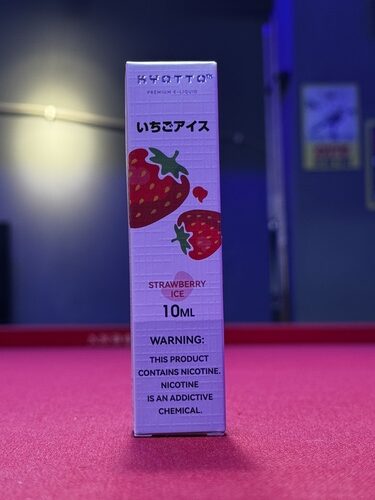 KYOTTO
PREMIUM E-LIQUID
いちごアイス
STRAWBERRY
ICE
10ML
WARNING:
THIS PRODUCT
CONTAINS NICOTINE.
NICOTINE
IS AN ADDICTIVE
CHEMICAL.